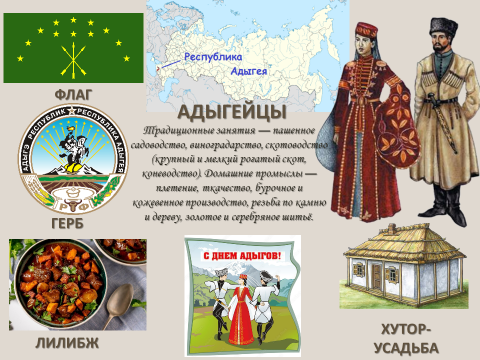 Республика
Адыгея
ФЛАГ
АДЫГЕЙЦЫ
Традиционные занятия — пашенное
садоводство, виноградарство, скотоводство
(крупный и мелкий рогатый скот,
коневодство). Домашние промыслы —
плетение, ткачество, бурочное и
кожевенное производство, резьба по камню
и дереву, золотое и серебряное шитьё.
АДЫГЭ РЕСПУБЛИК РЕСПУБЛИКА АДЫГЕЯ
РФ
ГЕРБ
С ДНЕМ АДЫГОВ!
ЛИЛИБЖ
ХУТОР-
УСАДЬБА